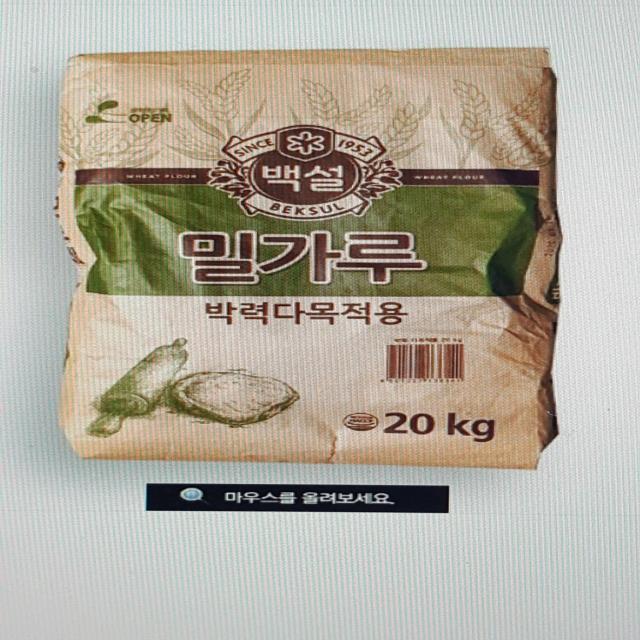 OPEN
SINCE 1953
백설
BEKSUL
WHEAT FLOUR
WHEAT FLOUR
밀가루
박력다목적용
20 kg
마우스를 올려보세요.